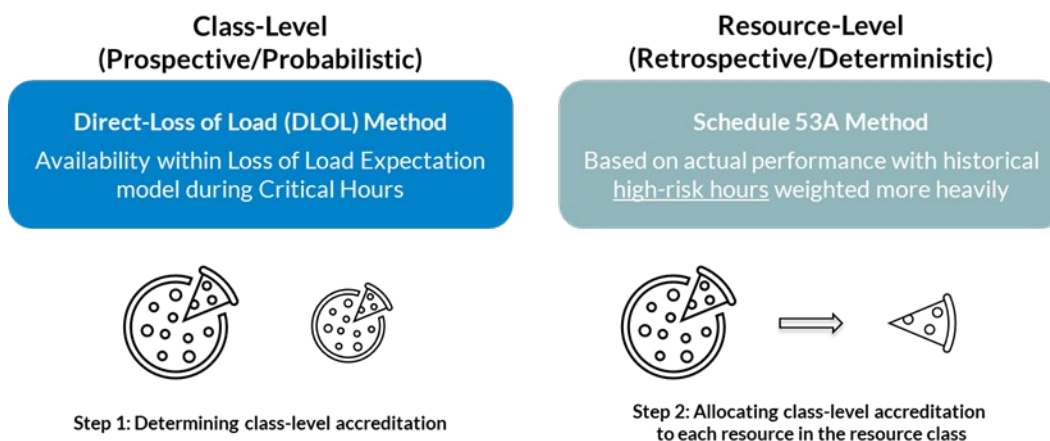 Class-Level
(Prospective/Probabilistic)
Direct-Loss of Load (DLOL) Method
Availability within Loss of Load Expectation
model during Critical Hours
Step 1: Determining class-level accreditation
Resource-Level
(Retrospective/Deterministic)
Schedule 53A Method
Based on actual performance with historical
high-risk hours weighted more heavily
Step 2: Allocating class-level accreditation
to each resource in the resource class